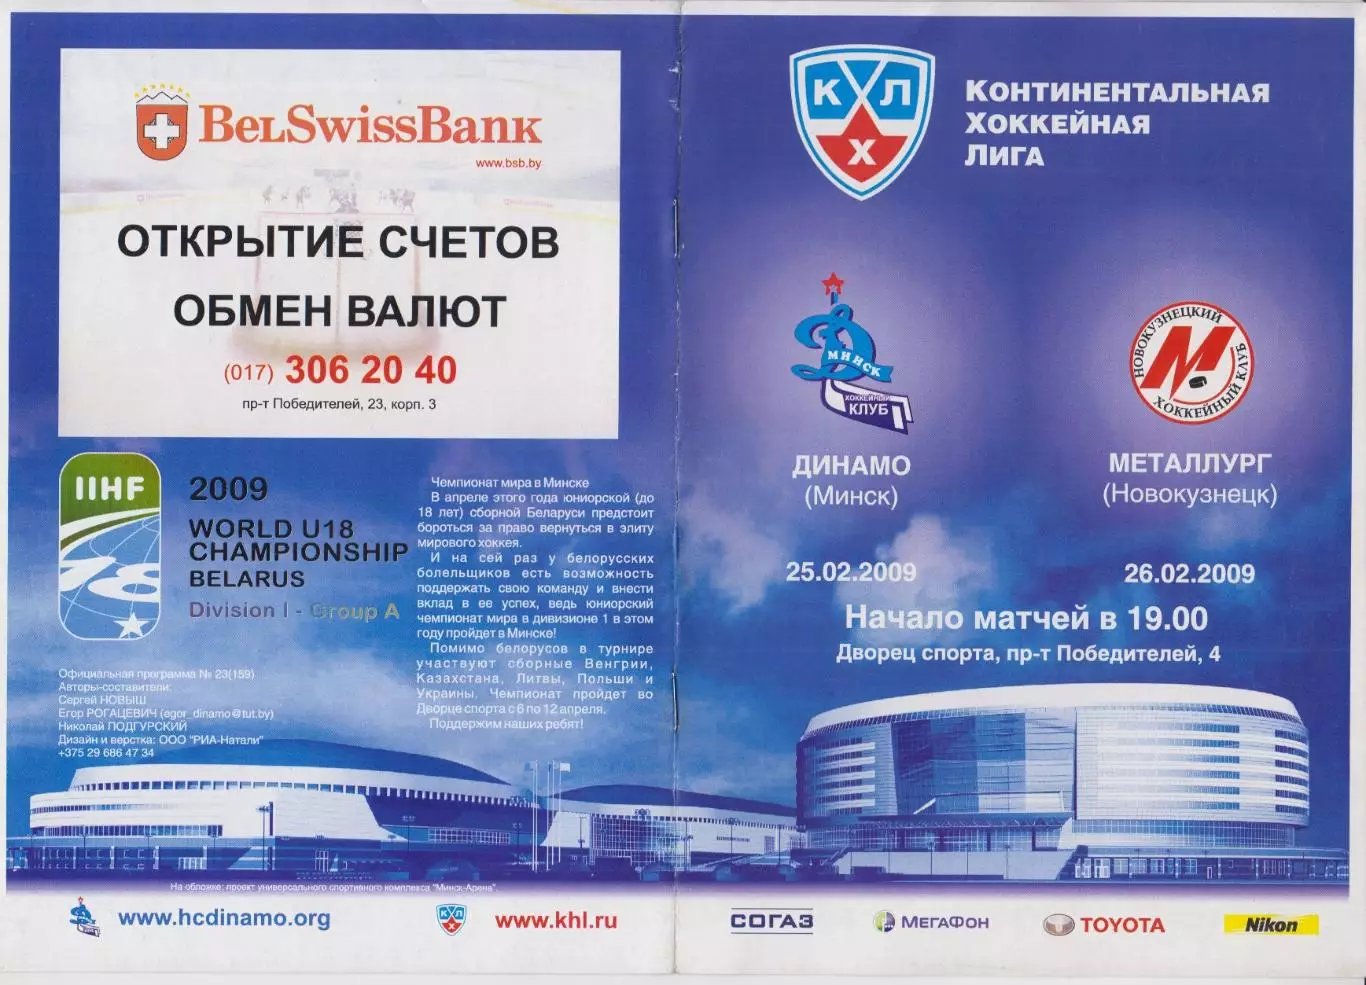 BELSWISSBANK
www.bsb.by
ОТКРЫТИЕ СЧЕТОВ
ОБМЕН ВАЛЮТ
(017) 306 20 40
пр-т Победителей, 23, корп. 3
IIHF
18
2009
WORLD U18
CHAMPIONSHIP
BELARUS
Division I - Group A
Чемпионат мира в Минске
В апреле этого года юниорской (до
18 лет) сборной Беларуси предстоит
бороться за право вернуться в элиту
мирового хоккея.
И на сей раз у белорусских
болельщиков есть возможность
поддержать свою команду и внести
вклад в ее успех, ведь юниорский
чемпионат мира в дивизионе 1 в этом
году пройдет в Минске!
Помимо белорусов в турнире
участвуют сборные Венгрии,
Казахстана, Литвы, Польши и
Украины. Чемпионат пройдет во
Дворце спорта с 6 по 12 апреля.
Поддержим наших ребят!
Официальная программа № 23(159)
Авторы-составители:
Сергей НОВЫШ
Егор РОГАЦЕВИЧ (egor_dinamo@tut.by)
Николай ПОДГУРСКИЙ
Дизайн и верстка: ООО "РИА-Натали"
+375 29 686 47 34
На обложке: проект универсального спортивного комплекса "Минск-Арена".
www.hcdinamo.org
КХЛ
www.khl.ru
КХЛ
КОНТИНЕНТАЛЬНАЯ
ХОККЕЙНАЯ
ЛИГА
МИНСК
ХОККЕЙНЫЙ
КЛУБ
ДИНАМО
(Минск)
НОВОКУЗНЕЦКИЙ
М
ХОККЕЙНЫЙ КЛУБ
МЕТАЛЛУРГ
(Новокузнецк)
25.02.2009
26.02.2009
Начало матчей в 19.00
Дворец спорта, пр-т Победителей, 4
СОГАЗ
МЕГАФОН
TOYOTA
Nikon